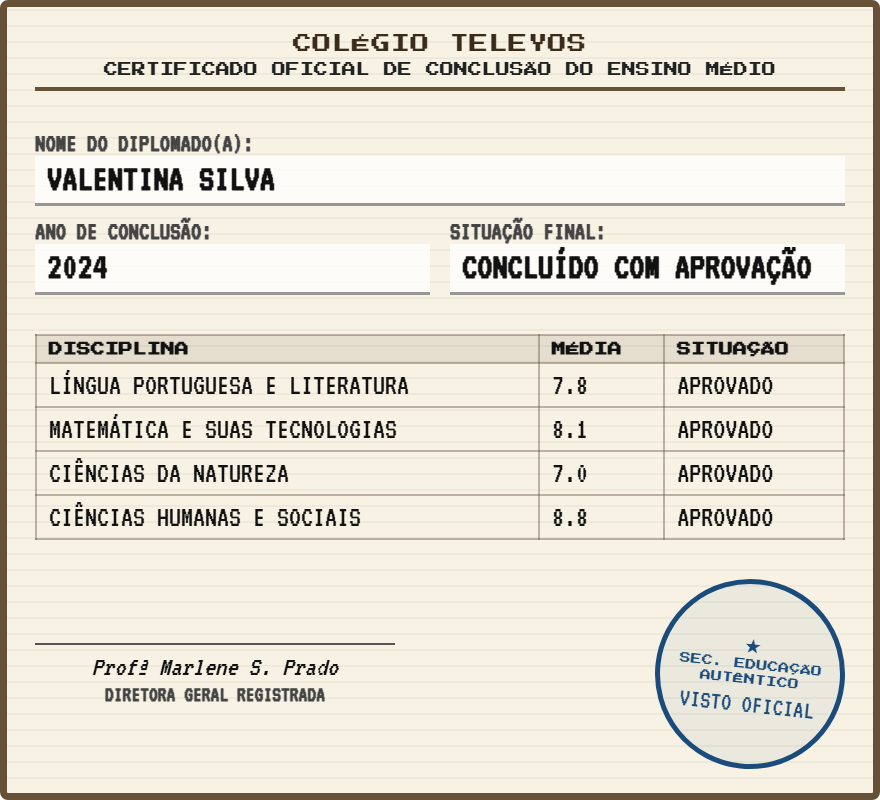 COLÉGIO TELEYOS
CERTIFICADO OFICIAL DE CONCLUSÃO DO ENSINO MÉDIO
NOME DO DIPLOMADO(A):
VALENTINA SILVA
ANO DE CONCLUSÃO: SITUAÇÃO FINAL:
2024 CONCLUÍDO COM APROVAÇÃO
DISCIPLINA MÉDIA SITUAÇÃO
LÍNGUA PORTUGUESA E LITERATURA 7.8 APROVADO
MATEMÁTICA E SUAS TECNOLOGIAS 8.1 APROVADO
CIÊNCIAS DA NATUREZA 7.0 APROVADO
CIÊNCIAS HUMANAS E SOCIAIS 8.8 APROVADO
Profª Marlene S. Prado
DIRETORA GERAL REGISTRADA
★
SEC. EDUCAÇÃO
AUTÊNTICO
VISTO OFICIAL